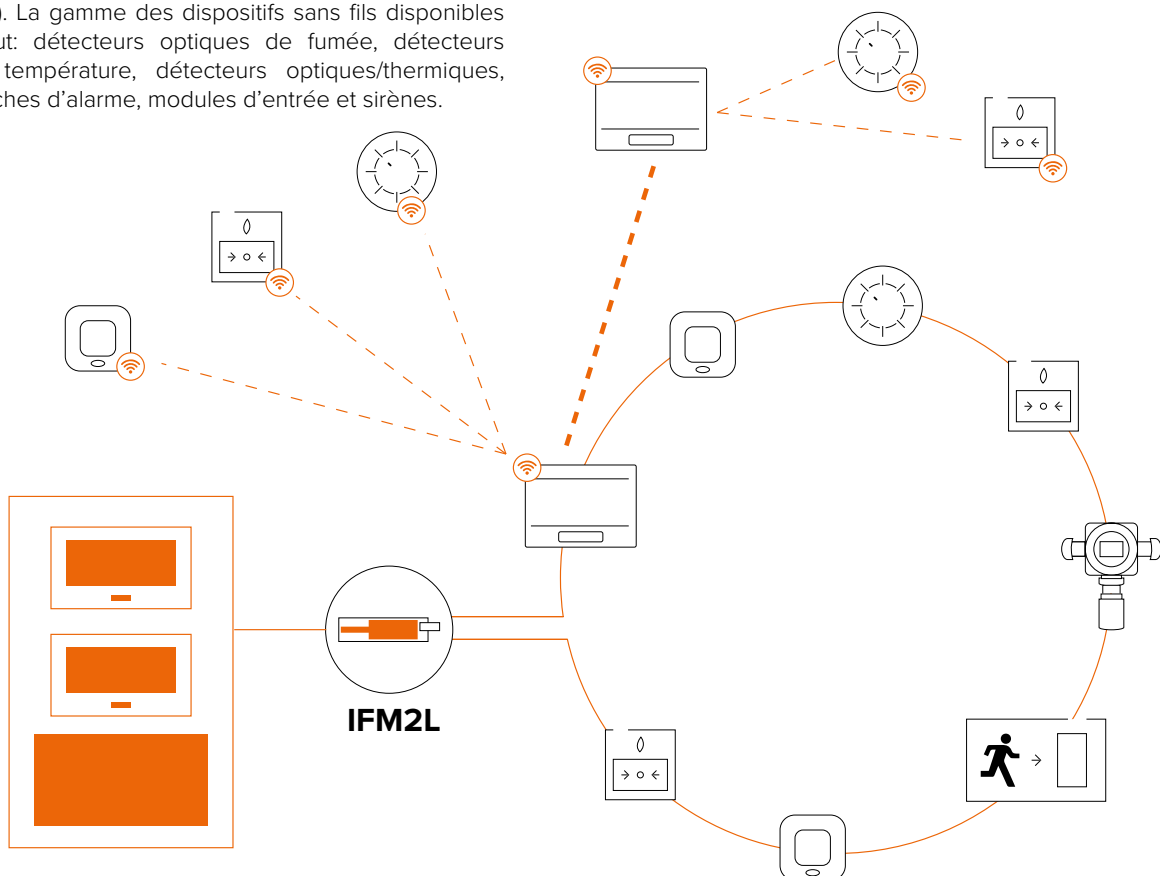 ). La gamme des dispositifs sans fils disponibles
ut: détecteurs optiques de fumée, détecteurs
température, détecteurs optiques/thermiques,
ches d'alarme, modules d'entrée et sirènes.
IFM2L